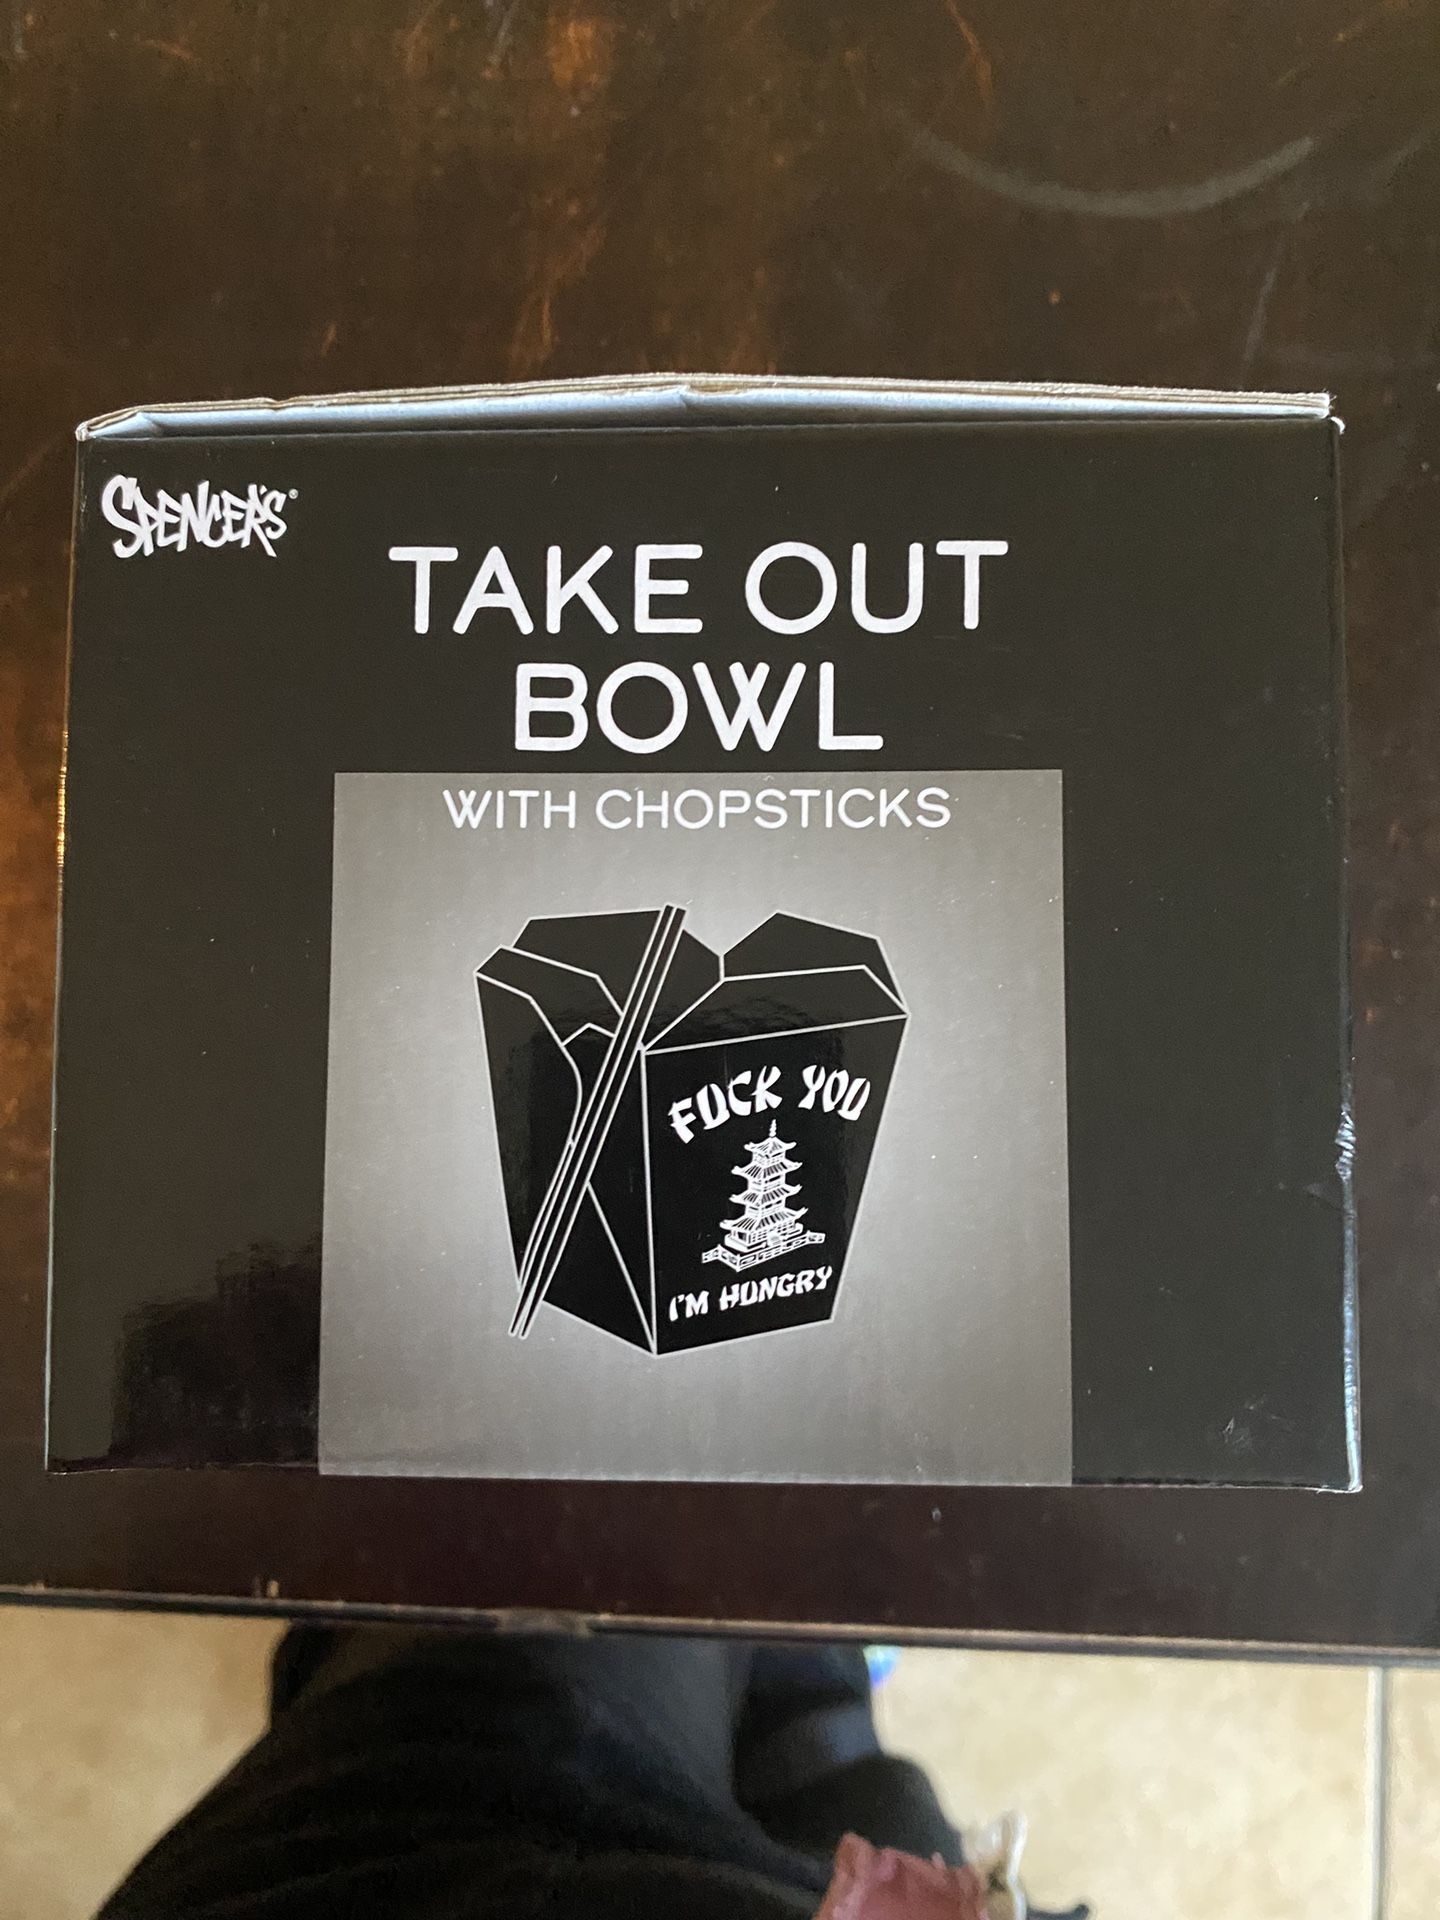 SPENCER'S®
TAKE OUT
BOWL
WITH CHOPSTICKS
FUCK YOU
I'M HUNGRY